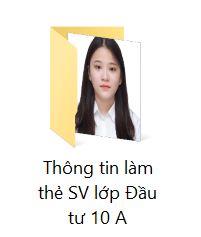 Thông tin làm
thẻ SV lớp Đầu
tư 10 A